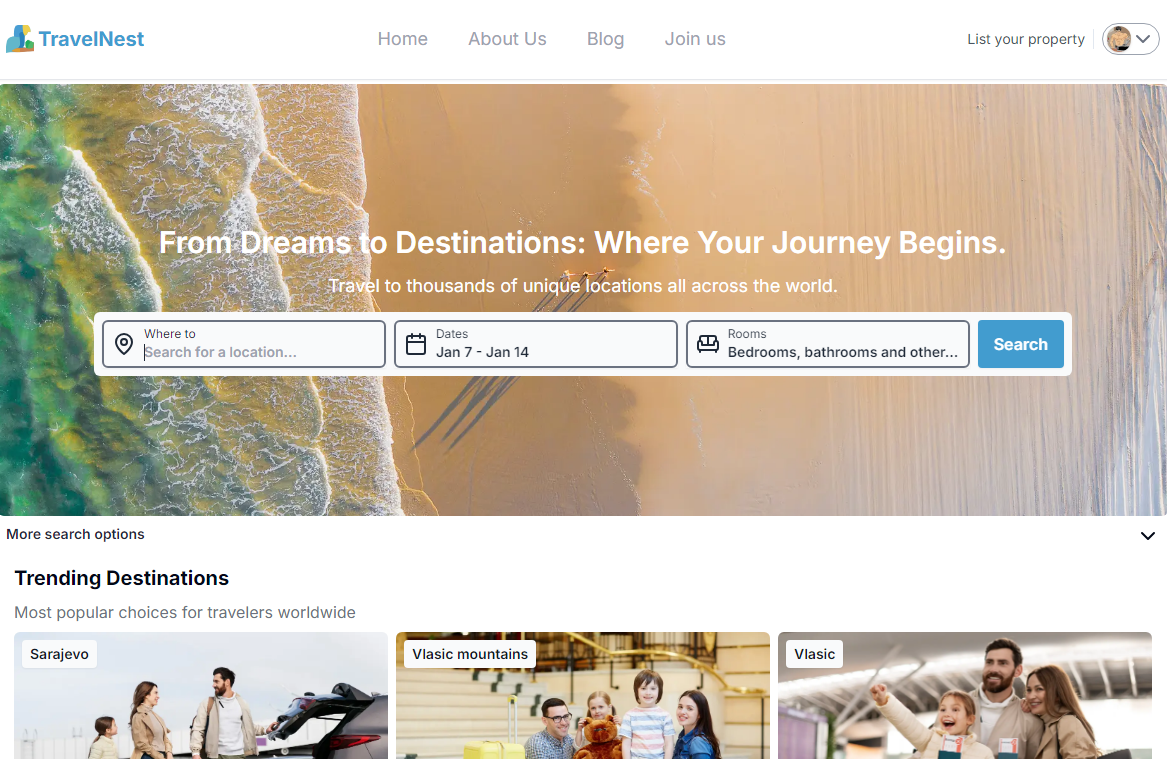 TravelNest
Home About Us Blog Join us
List your property
From Dreams to Destinations: Where Your Journey Begins.
Travel to thousands of unique locations all across the world.
Where to
Search for a location...
Dates
Jan 7 - Jan 14
Rooms
Bedrooms, bathrooms and other...
Search
More search options
Trending Destinations
Most popular choices for travelers worldwide
Sarajevo
Vlasic mountains
Vlasic